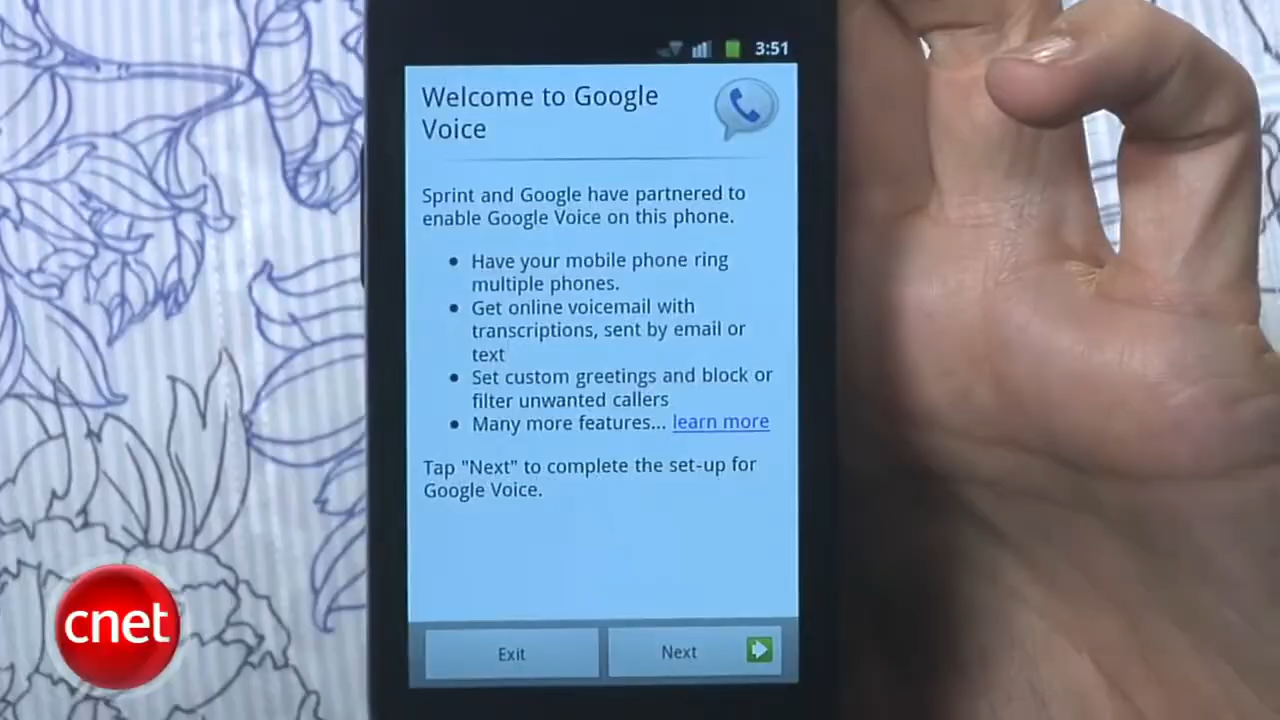 3:51
Welcome to Google
Voice
Sprint and Google have partnered to
enable Google Voice on this phone.
• Have your mobile phone ring
multiple phones.
• Get online voicemail with
transcriptions, sent by email or
text
• Set custom greetings and block or
filter unwanted callers
• Many more features... learn more
Tap "Next" to complete the set-up for
Google Voice.
Exit
Next
cnet